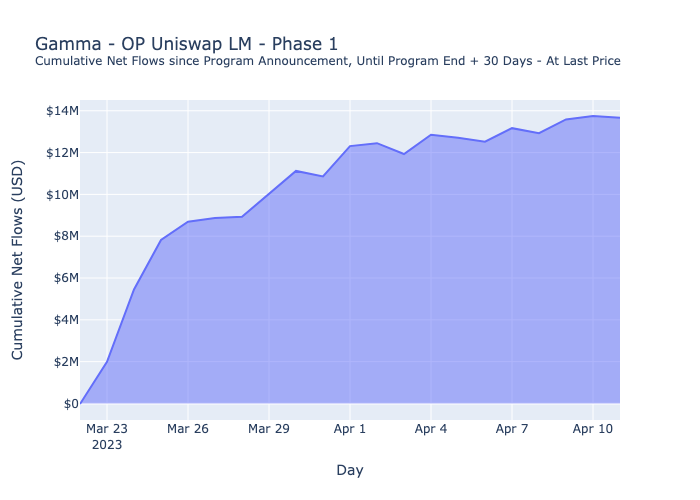 Gamma - OP Uniswap LM - Phase 1
Cumulative Net Flows since Program Announcement, Until Program End + 30 Days - At Last Price
Cumulative Net Flows (USD)
$14M
$12M
$10M
$8M
$6M
$4M
$2M
$0
Mar 23 Mar 26 Mar 29 Apr 1 Apr 4 Apr 7 Apr 10
2023
Day